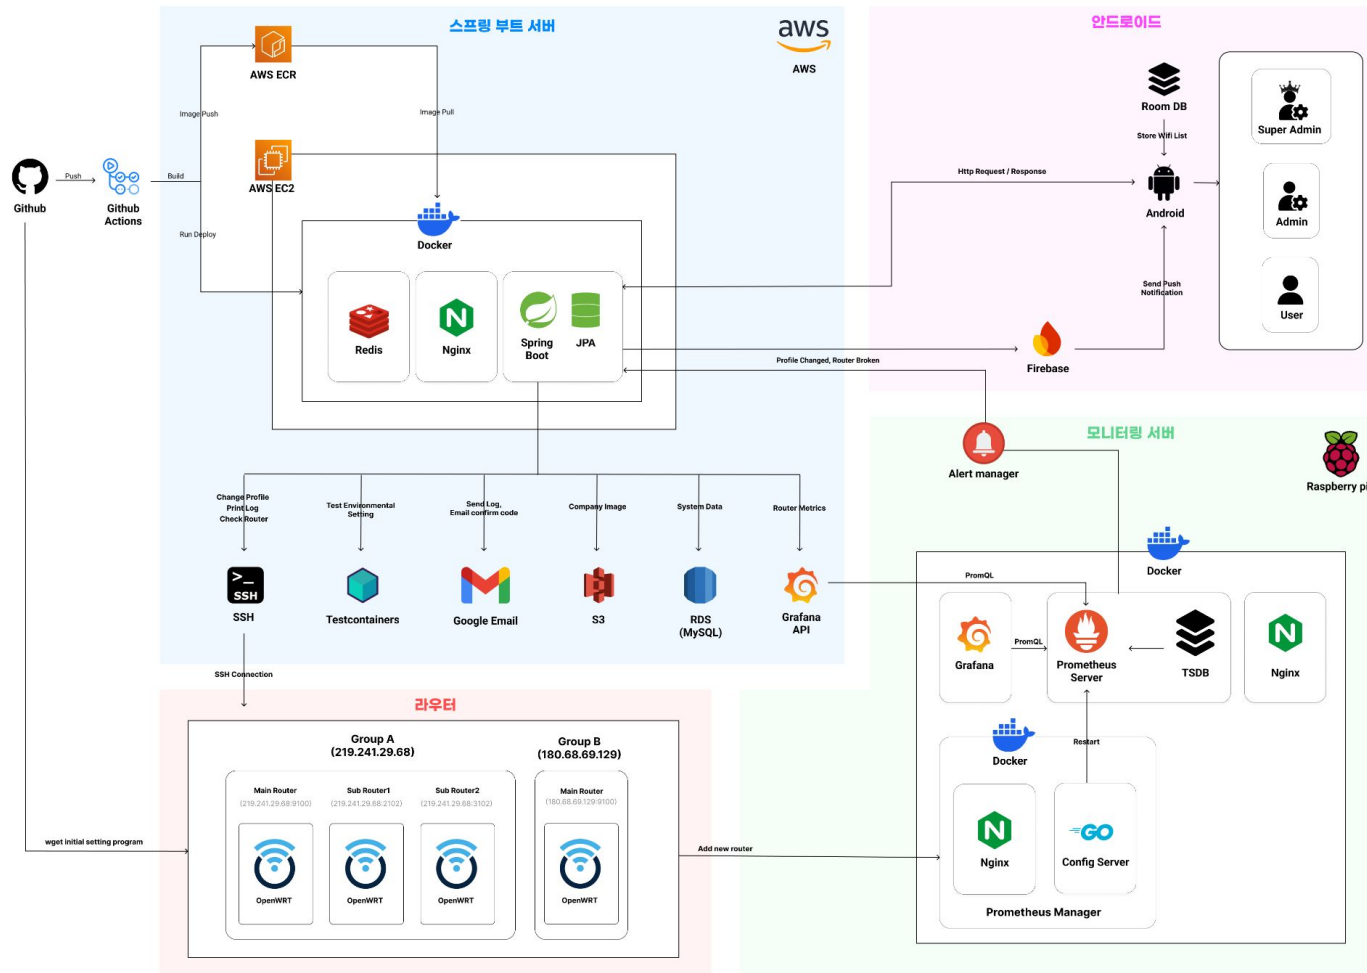 스프링 부트 서버
aws
AWS
AWS ECR
Image Push
Image Pull
AWS EC2
Github
Push
Github
Actions
Build
Run Deploy
Docker
Redis
Nginx
Spring
Boot
JPA
Change Profile
Print Log
Check Router
Test Environmental
Setting
Send Log,
Email confirm code
Company Image
System Data
Router Metrics
>_
SSH
SSH
Testcontainers
Google Email
S3
RDS
(MySQL)
Grafana
API
SSH Connection
안드로이드
Room DB
Store Wifi List
Http Request / Response
Android
Super Admin
Admin
User
Send Push
Notification
Firebase
Profile Changed, Router Broken
모니터링 서버
Alert manager
Raspberry pi
Docker
PromQL
Grafana
PromQL
Prometheus
Server
TSDB
Nginx
Docker
Restart
Nginx
GO
Config Server
Prometheus Manager
라우터
Group A
(219.241.29.68)
Group B
(180.68.69.129)
Main Router
(219.241.29.68:9100)
Sub Router1
(219.241.29.68:2102)
Sub Router2
(219.241.29.68:3102)
Main Router
(180.68.69.129:9100)
OpenWRT
OpenWRT
OpenWRT
OpenWRT
wget initial setting program
Add new router